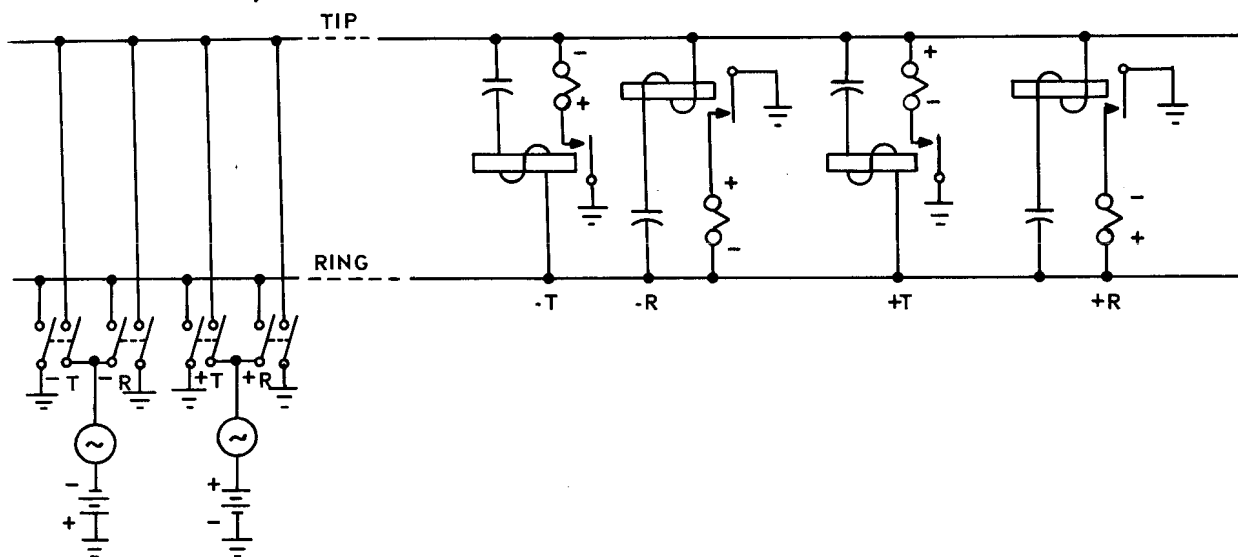 TIP
- + + -
+ - + -
- + - +
RING
-T -R +T +R
- T - R + T + R
~ ~
- +
+ -